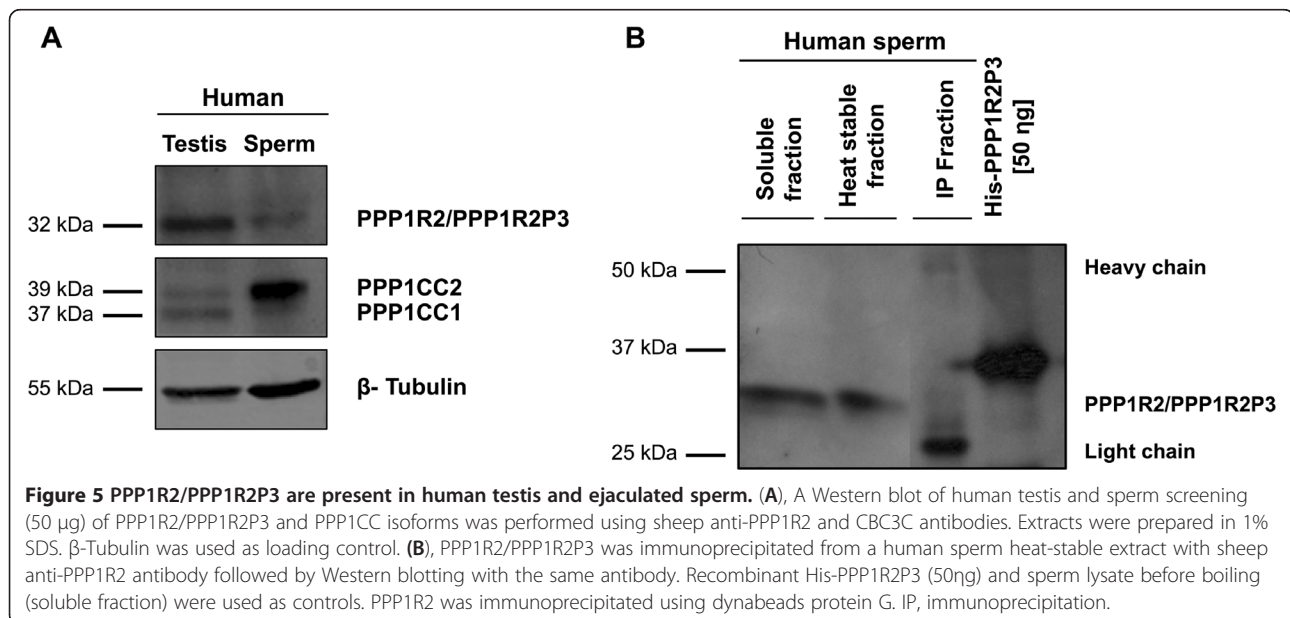 A
Human
Testis Sperm
32 kDa
PPP1R2/PPP1R2P3
39 kDa
PPP1CC2
37 kDa
PPP1CC1
55 kDa
β- Tubulin
B
Human sperm
Soluble
fraction
Heat stable
fraction
IP Fraction
His-PPP1R2P3
[50 ηg]
50 kDa
Heavy chain
37 kDa
PPP1R2/PPP1R2P3
25 kDa
Light chain
Figure 5 PPP1R2/PPP1R2P3 are present in human testis and ejaculated sperm. (A), A Western blot of human testis and sperm screening
(50 μg) of PPP1R2/PPP1R2P3 and PPP1CC isoforms was performed using sheep anti-PPP1R2 and CBC3C antibodies. Extracts were prepared in 1%
SDS. β-Tubulin was used as loading control. (B), PPP1R2/PPP1R2P3 was immunoprecipitated from a human sperm heat-stable extract with sheep
anti-PPP1R2 antibody followed by Western blotting with the same antibody. Recombinant His-PPP1R2P3 (50ηg) and sperm lysate before boiling
(soluble fraction) were used as controls. PPP1R2 was immunoprecipitated using dynabeads protein G. IP, immunoprecipitation.